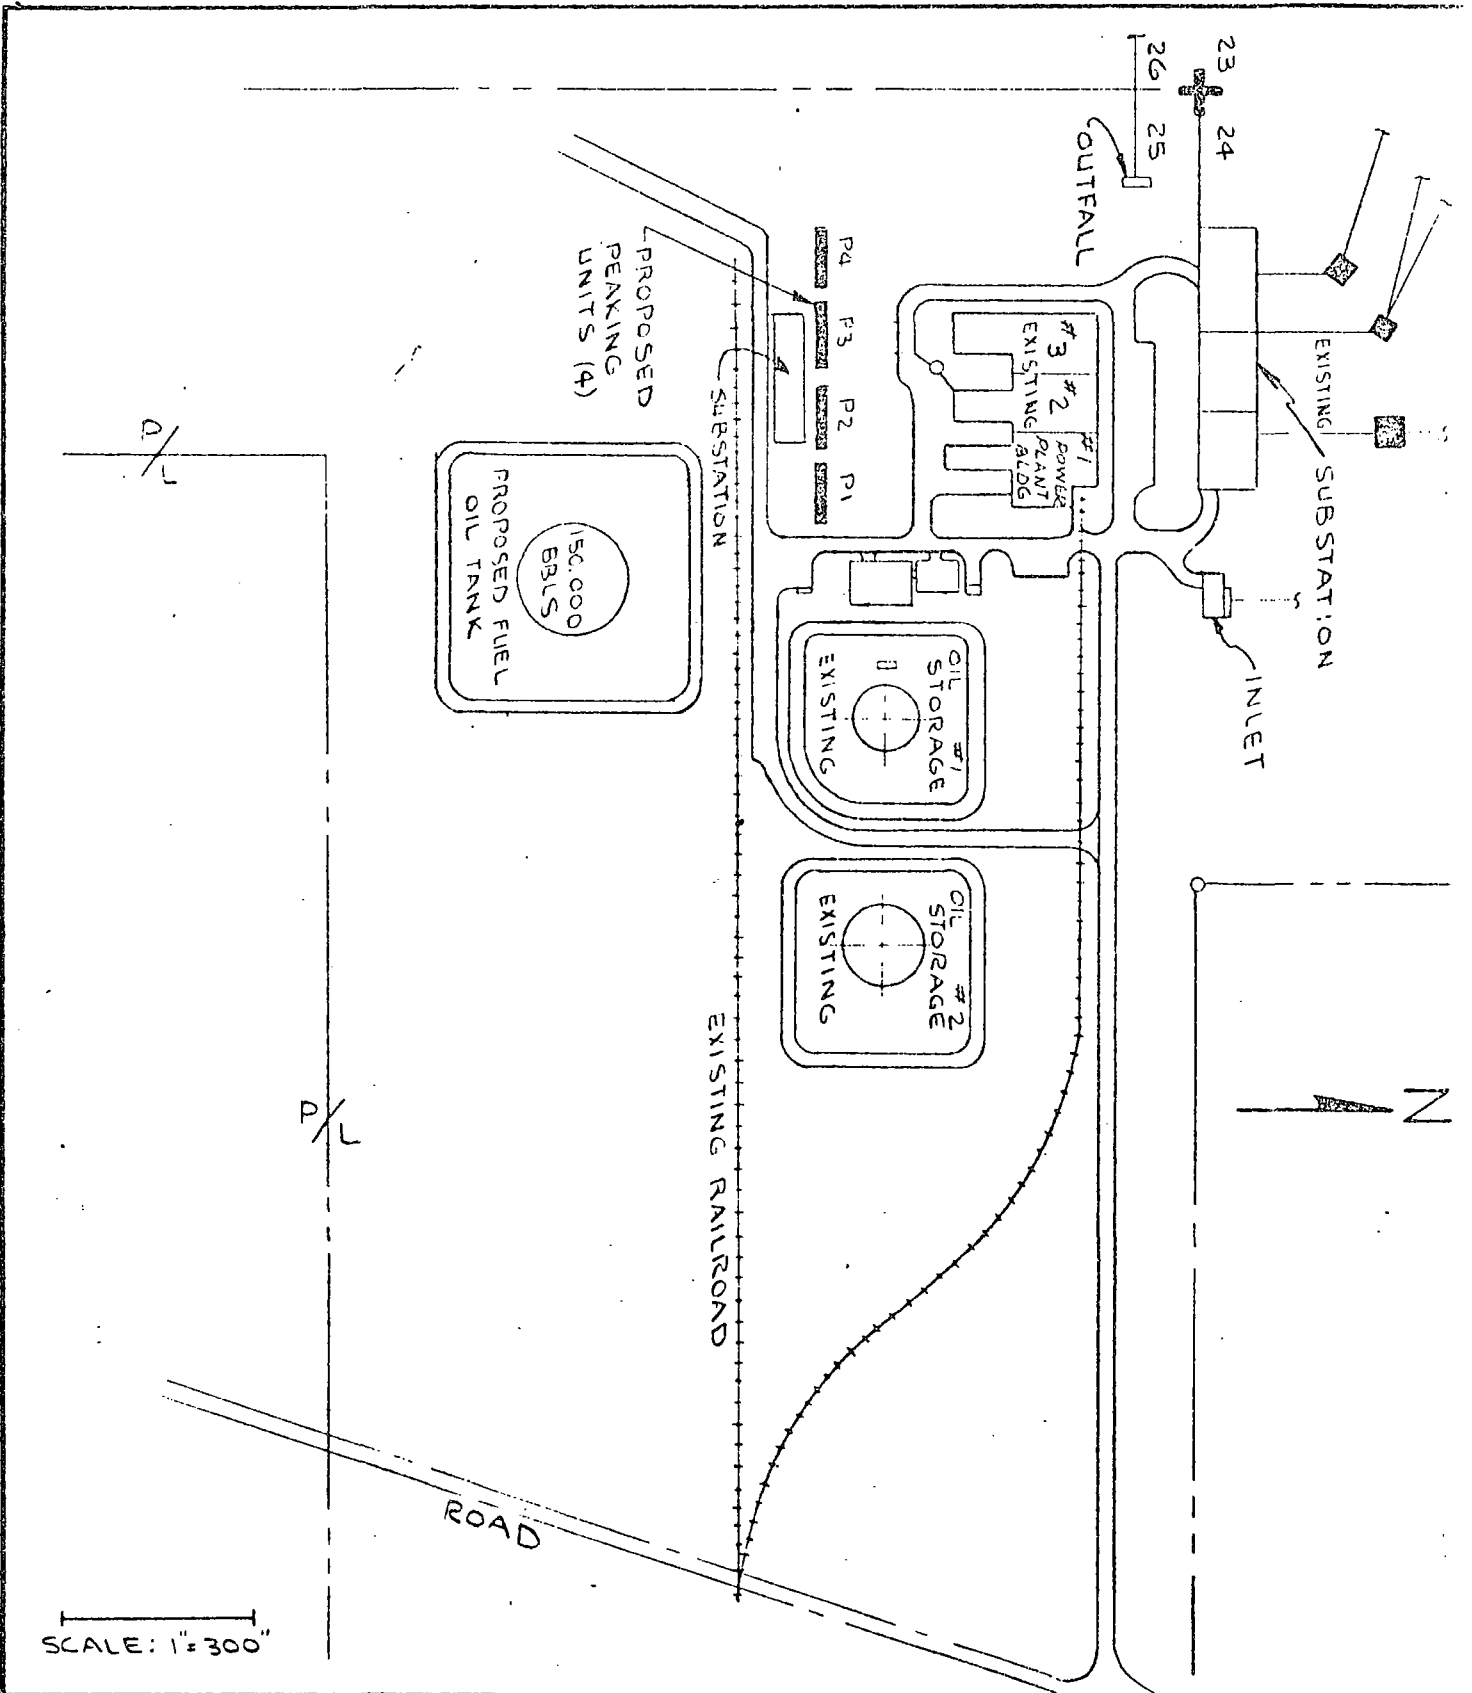 23
24
26
25
OUTFALL
EXISTING
SUBSTATION
INLET
P4
P3
P2
P1
#3
#2
EXISTING
#1
POWER
PLANT
BLDG
PROPOSED
PEAKING
UNITS (4)
SUBSTATION
P/L
150,000
BBLS
PROPOSED FUEL
OIL TANK
OIL #1
STORAGE
EXISTING
OIL #2
STORAGE
EXISTING
EXISTING RAILROAD
N
P/L
ROAD
SCALE: 1"=300"